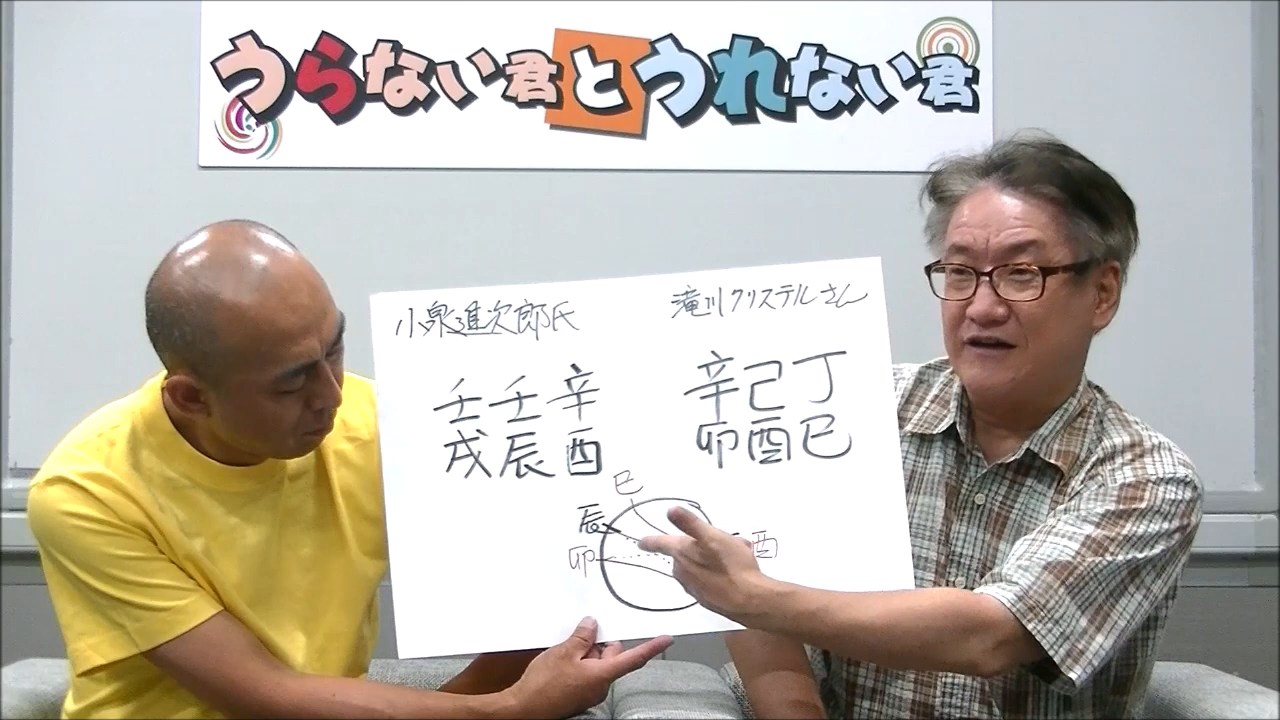 うらない君とうれない君
小泉進次郎氏
壬壬辛
戌辰酉
滝川クリステルさん
辛己丁
卯酉巳
巳
辰
卯
酉